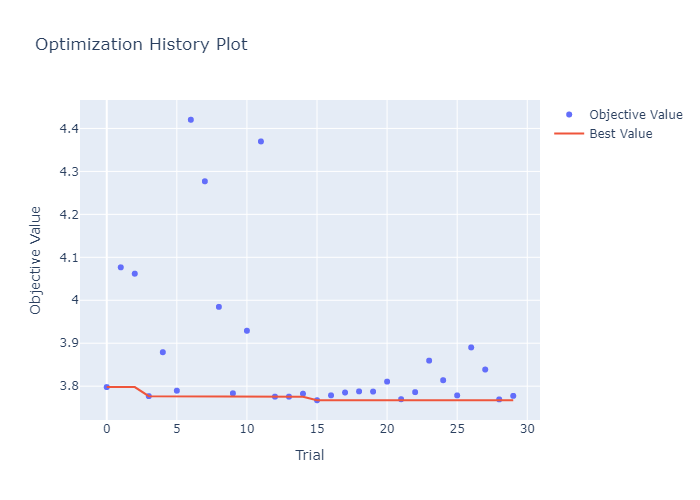 Optimization History Plot
Objective Value
Best Value
4.4
4.3
4.2
4.1
4
3.9
3.8
Objective Value
0
5
10
15
20
25
30
Trial